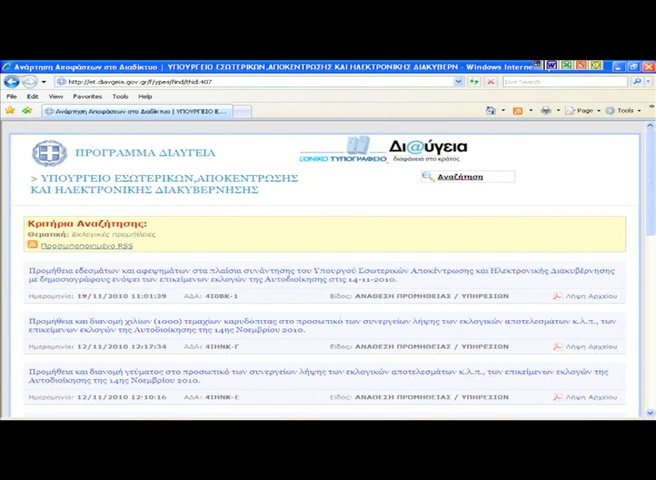 Ανάρτηση Αποφάσεων στο Διαδίκτυο | ΥΠΟΥΡΓΕΙΟ ΕΣΩΤΕΡΙΚΩΝ,ΑΠΟΚΕΝΤΡΩΣΗΣ ΚΑΙ ΗΛΕΚΤΡΟΝΙΚΗΣ ΔΙΑΚΥΒΕΡΝ - Windows Interne
http://et.diavgeia.gov.gr/f/ypes/find/thid:407
Live Search
File Edit View Favorites Tools Help
Ανάρτηση Αποφάσεων στο Διαδίκτυο | ΥΠΟΥΡΓΕΙΟ Ε...
Page Tools
ΠΡΟΓΡΑΜΜΑ ΔΙΑΥΓΕΙΑ
ΕΘΝΙΚΟ ΤΥΠΟΓΡΑΦΕΙΟ
Δι@ύγεια
διαφάνεια στο κράτος
> ΥΠΟΥΡΓΕΙΟ ΕΣΩΤΕΡΙΚΩΝ,ΑΠΟΚΕΝΤΡΩΣΗΣ
ΚΑΙ ΗΛΕΚΤΡΟΝΙΚΗΣ ΔΙΑΚΥΒΕΡΝΗΣΗΣ
Αναζήτηση
Κριτήρια Αναζήτησης:
Θεματική: Εκλογικές προμήθειες
Προσωποποιημένο RSS
Προμήθεια εδεσμάτων και αφεψημάτων στα πλαίσια συνάντησης του Υπουργού Εσωτερικών Αποκέντρωσης και Ηλεκτρονικής Διακυβέρνησης
με δημοσιογράφους ενόψει των επικείμενων εκλογών της Αυτοδιοίκησης στις 14-11-2010.
Ημερομηνία: 19/11/2010 11:01:39 ΑΔΑ: 4ΙΘΒΚ-1 Είδος: ΑΝΑΘΕΣΗ ΠΡΟΜΗΘΕΙΑΣ / ΥΠΗΡΕΣΙΩΝ Λήψη Αρχείου
Προμήθεια και διανομή χιλίων (1000) τεμαχίων καρυδόπιτας στο προσωπικό των συνεργείων λήψης των εκλογικών αποτελεσμάτων κ.λ.π., των
επικείμενων εκλογών της Αυτοδιοίκησης της 14ης Νοεμβρίου 2010.
Ημερομηνία: 12/11/2010 12:17:34 ΑΔΑ: 4ΙΗΝΚ-Γ Είδος: ΑΝΑΘΕΣΗ ΠΡΟΜΗΘΕΙΑΣ / ΥΠΗΡΕΣΙΩΝ Λήψη Αρχείου
Προμήθεια και διανομή γεύματος στο προσωπικό των συνεργείων λήψης των εκλογικών αποτελεσμάτων κ.λ.π., των επικείμενων εκλογών της
Αυτοδιοίκησης της 14ης Νοεμβρίου 2010.
Ημερομηνία: 12/11/2010 12:10:16 ΑΔΑ: 4ΙΗΝΚ-Ε Είδος: ΑΝΑΘΕΣΗ ΠΡΟΜΗΘΕΙΑΣ / ΥΠΗΡΕΣΙΩΝ Λήψη Αρχείου